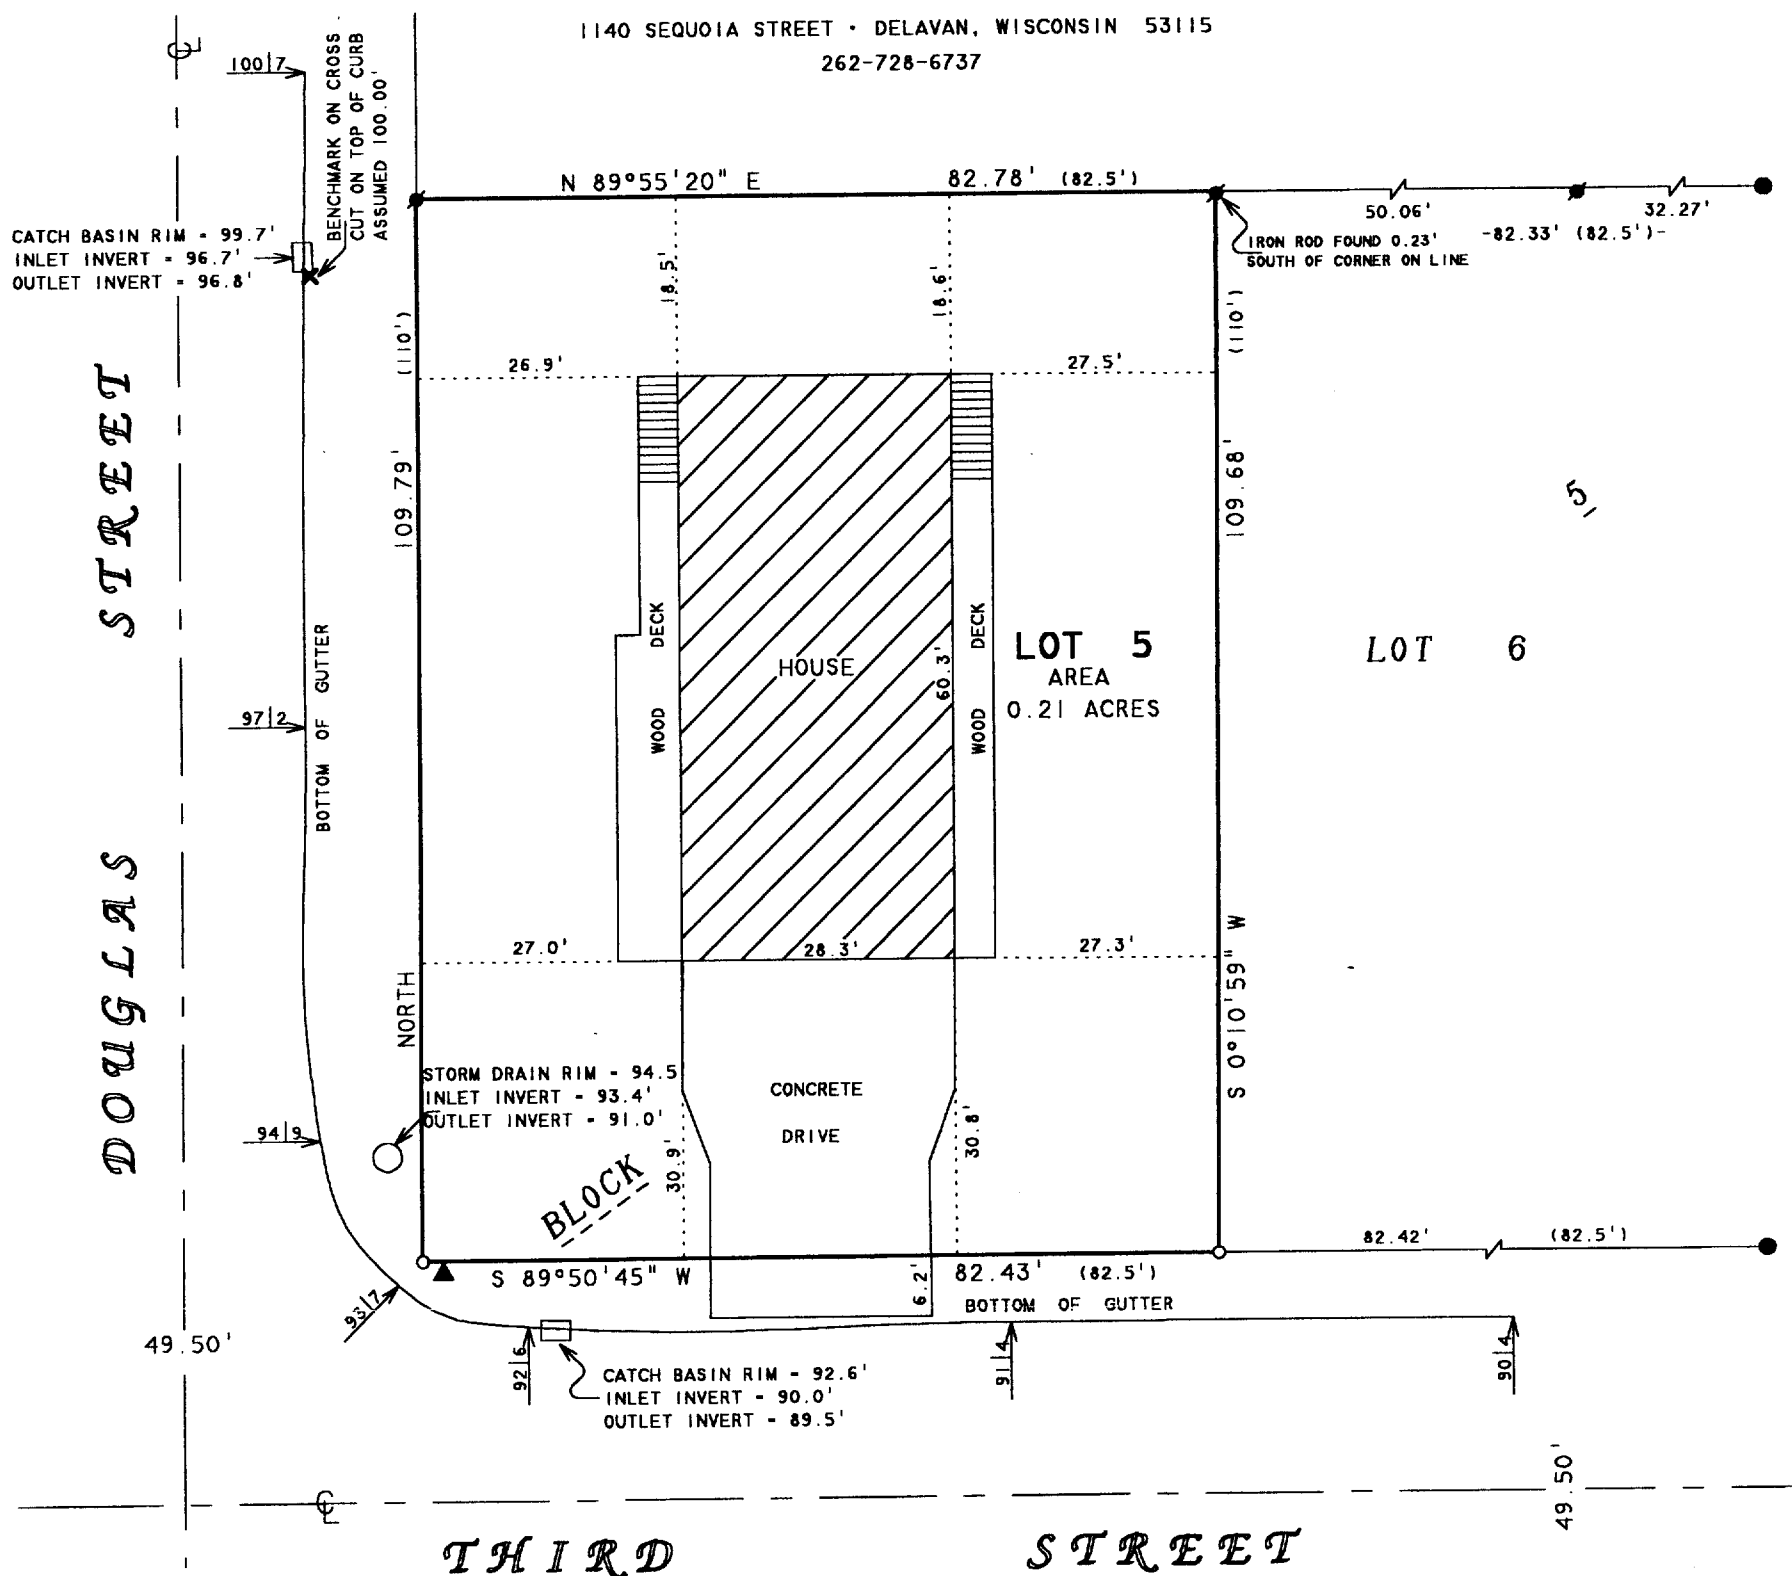 1140 SEQUOIA STREET · DELAVAN, WISCONSIN 53115
262-728-6737
100|7
BENCHMARK ON CROSS
CUT ON TOP OF CURB
ASSUMED 100.00'
N 89°55'20" E 82.78' (82.5')
50.06'
32.27'
-82.33' (82.5')-
IRON ROD FOUND 0.23'
SOUTH OF CORNER ON LINE
CATCH BASIN RIM = 99.7'
INLET INVERT = 96.7'
OUTLET INVERT = 96.8'
18.5'
18.6'
(110')
(110')
26.9'
27.5'
109.79'
109.68'
5
DECK
WOOD
HOUSE
60.3'
DECK
WOOD
LOT 5
AREA
0.21 ACRES
LOT 6
BOTTOM OF GUTTER
97|2
DOUGLAS STREET
27.0'
28.3'
27.3'
NORTH
S 0°10'59" W
STORM DRAIN RIM = 94.5
INLET INVERT = 93.4'
OUTLET INVERT = 91.0'
CONCRETE
DRIVE
94|9
30.9'
30.8'
BLOCK
82.42' (82.5')
S 89°50'45" W 82.43' (82.5')
6.2'
BOTTOM OF GUTTER
93|7
49.50'
92|6
91|4
90|4
CATCH BASIN RIM = 92.6'
INLET INVERT = 90.0'
OUTLET INVERT = 89.5'
49.50'
THIRD STREET